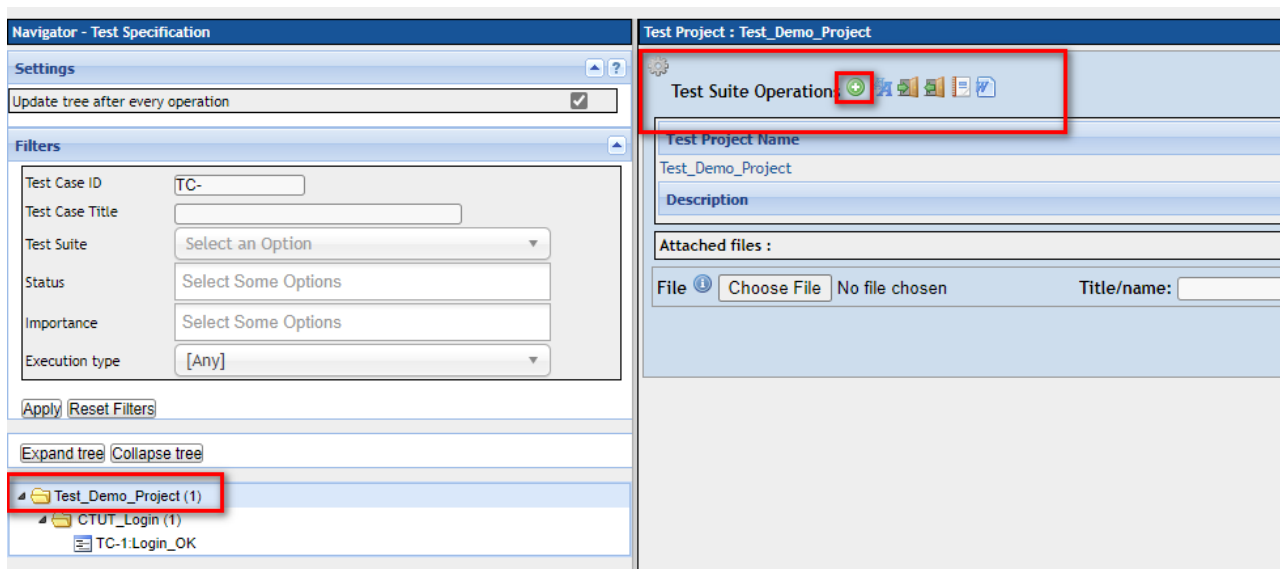 Navigator - Test Specification
Settings
?
Update tree after every operation
Filters
Test Case ID TC-
Test Case Title
Test Suite Select an Option
Status Select Some Options
Importance Select Some Options
Execution type [Any]
Apply Reset Filters
Expand tree Collapse tree
Test_Demo_Project (1)
CTUT_Login (1)
TC-1:Login_OK
Test Project : Test_Demo_Project
Test Suite Operations
Test Project Name
Test_Demo_Project
Description
Attached files :
File Choose File No file chosen Title/name: